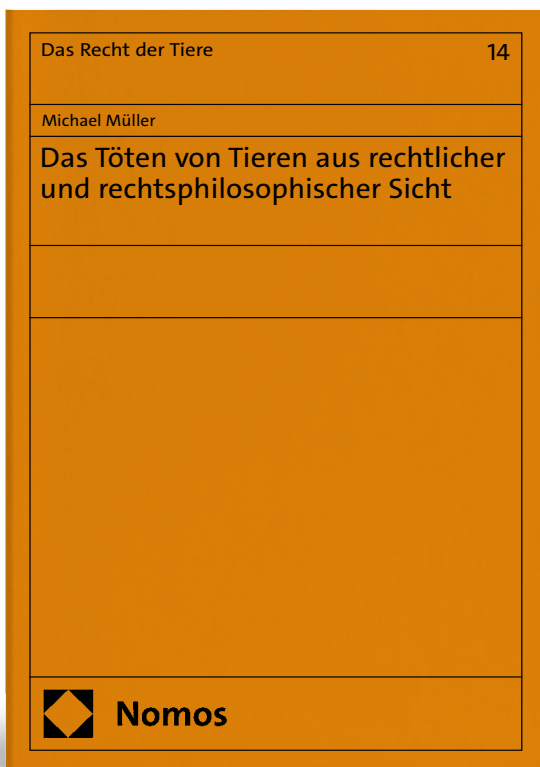 Das Recht der Tiere 14
Michael Müller
Das Töten von Tieren aus rechtlicher
und rechtsphilosophischer Sicht
Nomos